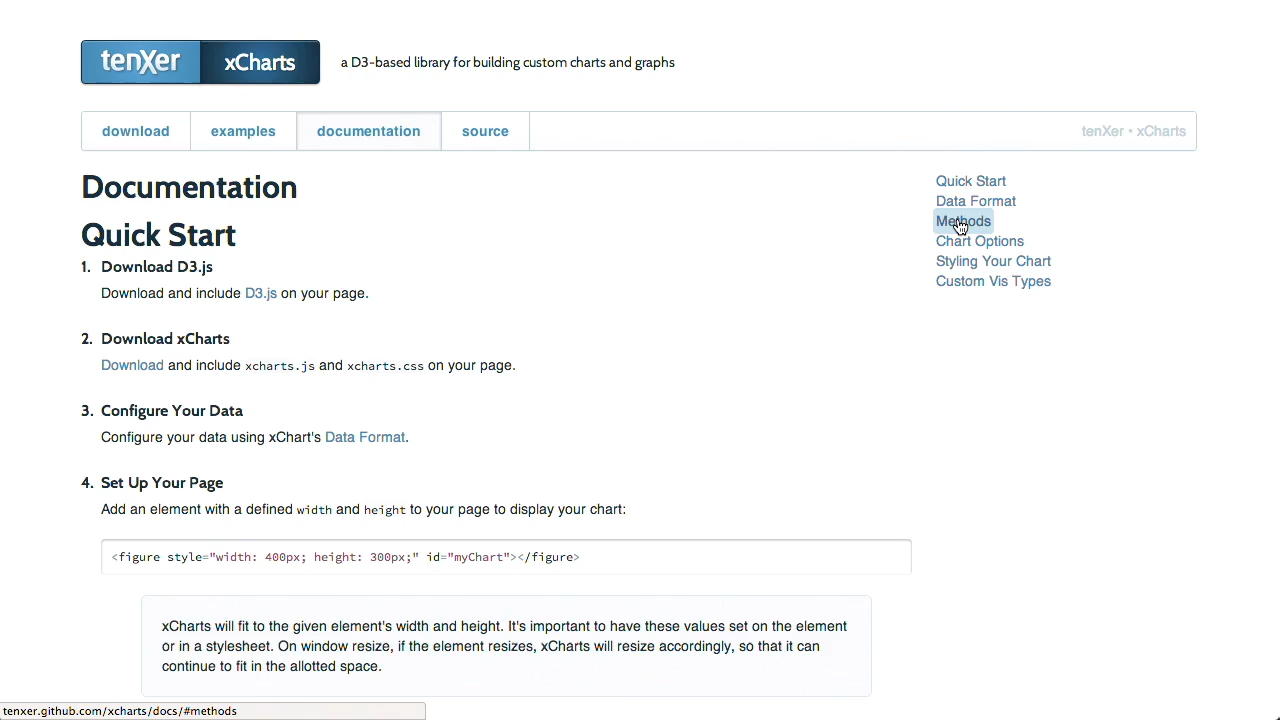 tenXer xCharts a D3-based library for building custom charts and graphs
download examples documentation source tenXer • xCharts
Documentation
Quick Start
Data Format
Methods
Chart Options
Styling Your Chart
Custom Vis Types
Quick Start
1. Download D3.js
Download and include D3.js on your page.
2. Download xCharts
Download and include xcharts.js and xcharts.css on your page.
3. Configure Your Data
Configure your data using xChart's Data Format.
4. Set Up Your Page
Add an element with a defined width and height to your page to display your chart:
<figure style="width: 400px; height: 300px;" id="myChart"></figure>
xCharts will fit to the given element's width and height. It's important to have these values set on the element
or in a stylesheet. On window resize, if the element resizes, xCharts will resize accordingly, so that it can
continue to fit in the allotted space.
tenxer.github.com/xcharts/docs/#methods